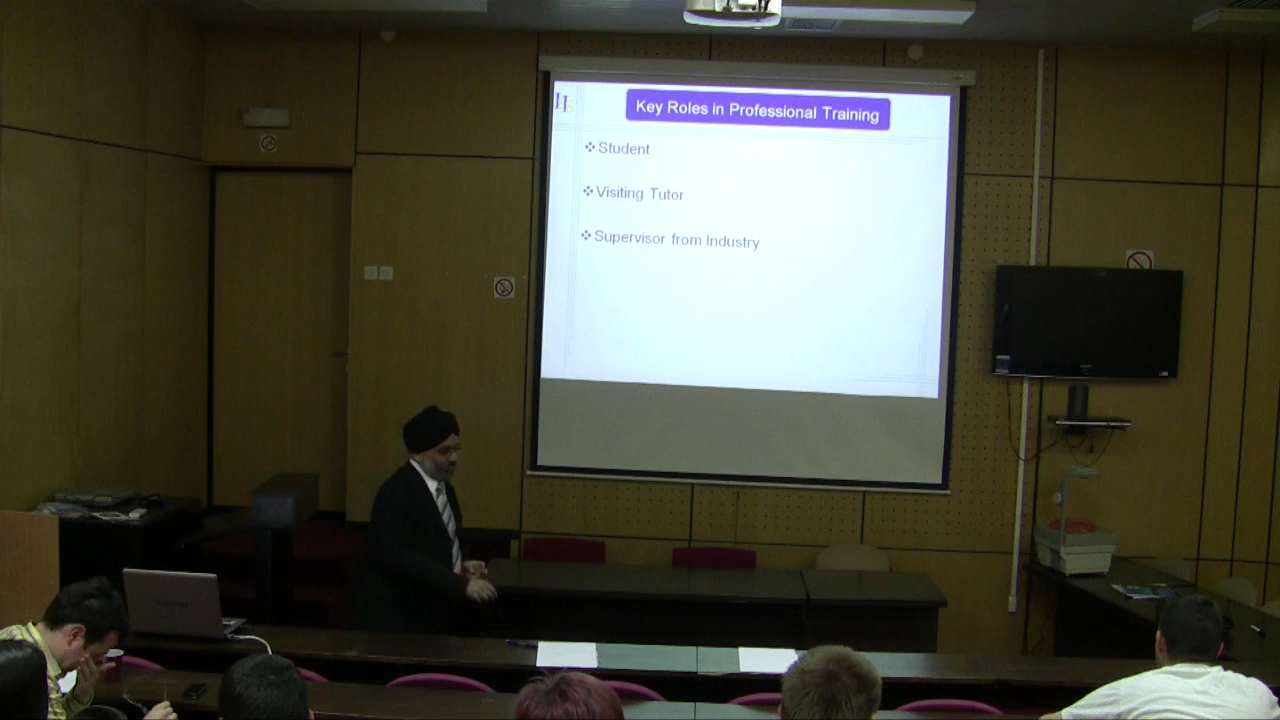 Key Roles in Professional Training
❖Student
❖Visiting Tutor
❖Supervisor from Industry